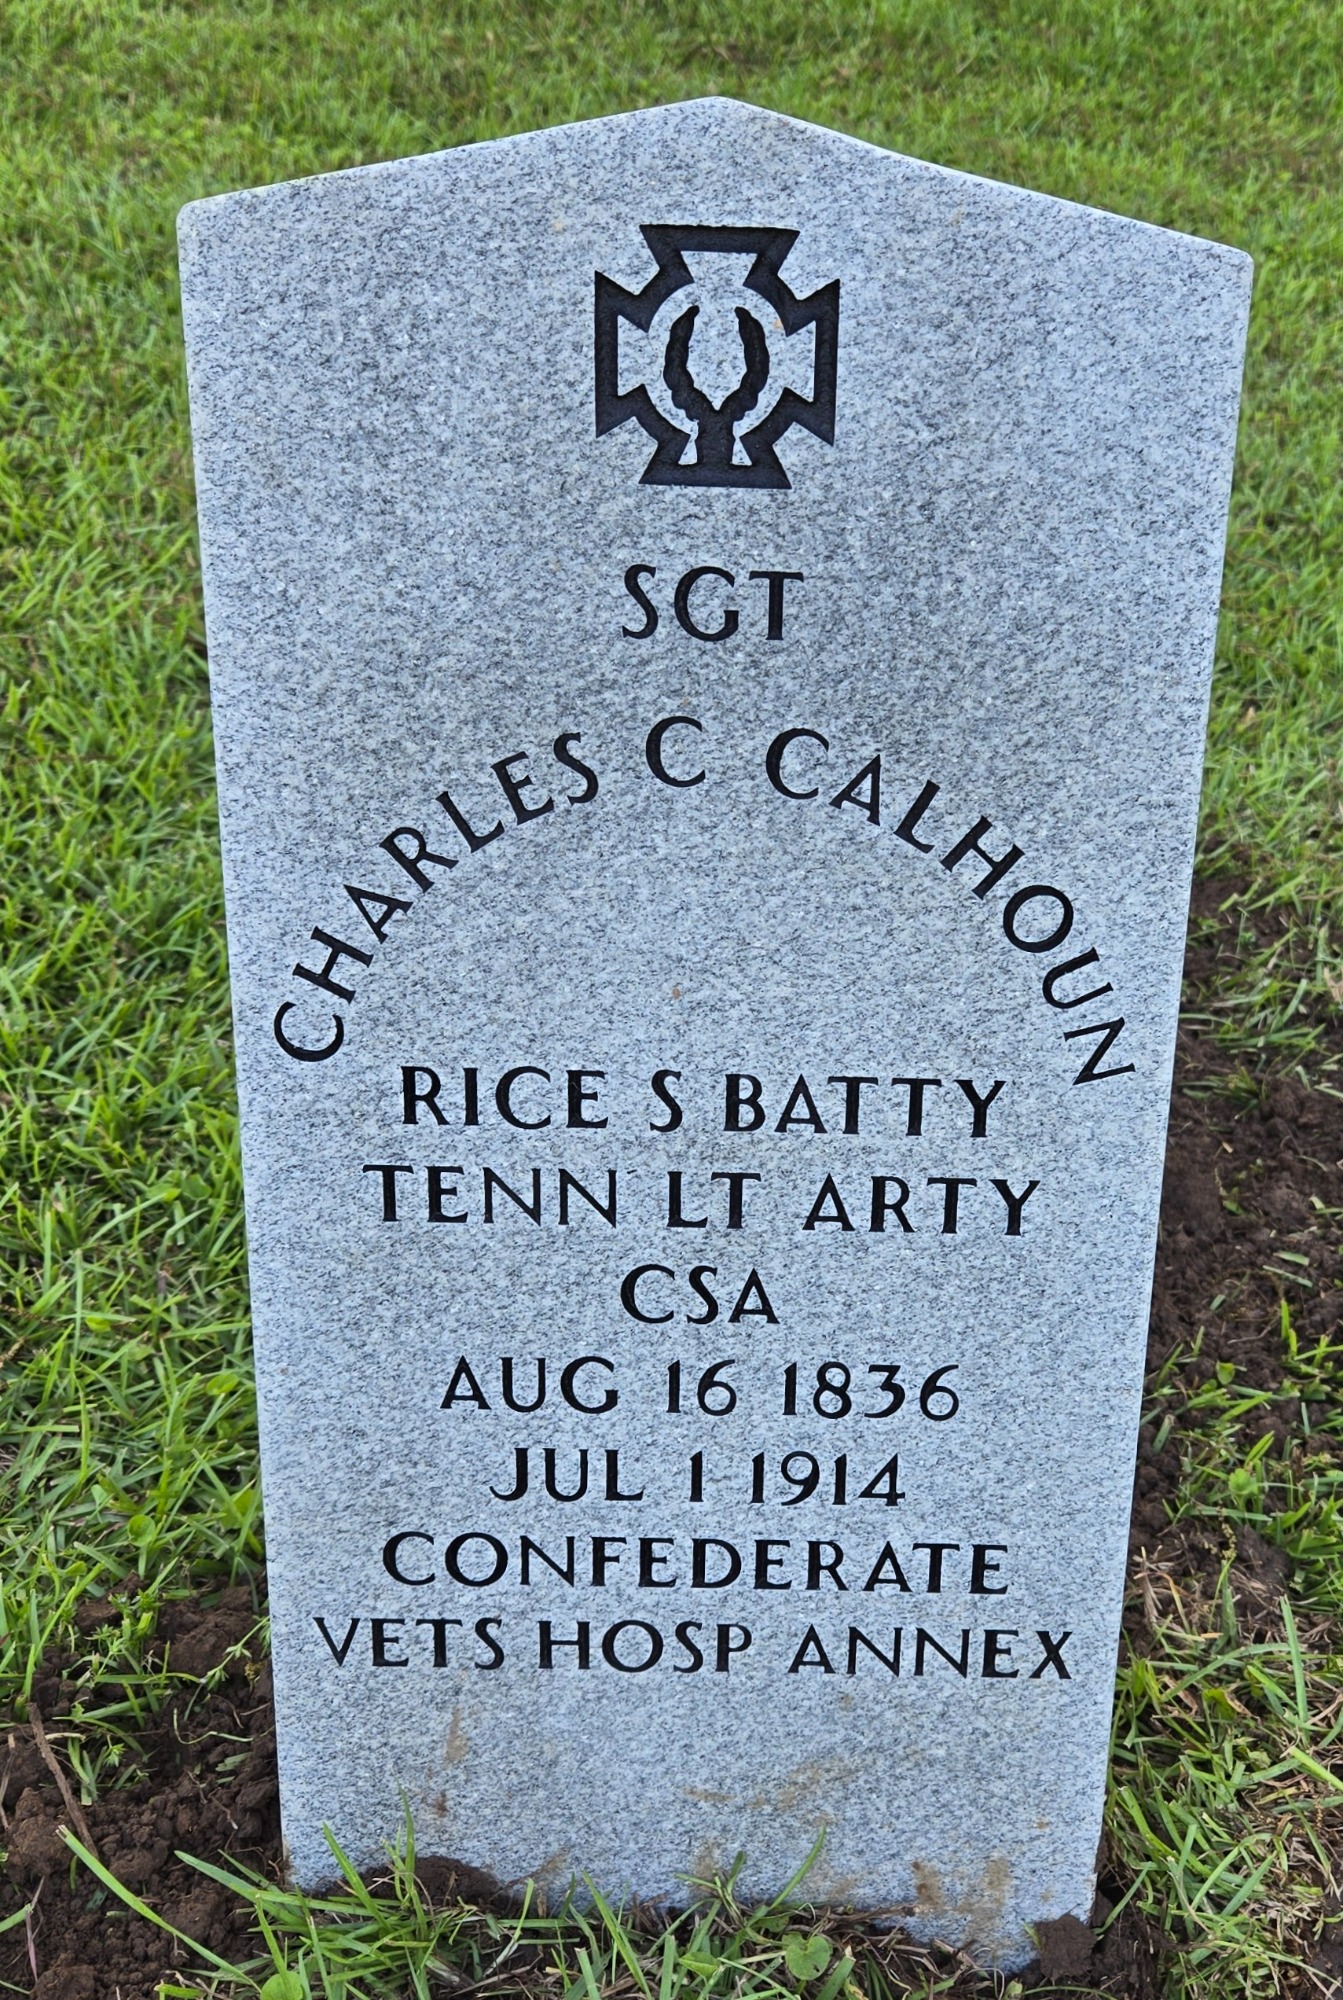 SGT
CHARLES C CALHOUN
RICE S BATTY
TENN LT ARTY
CSA
AUG 16 1836
JUL 1 1914
CONFEDERATE
VETS HOSP ANNEX